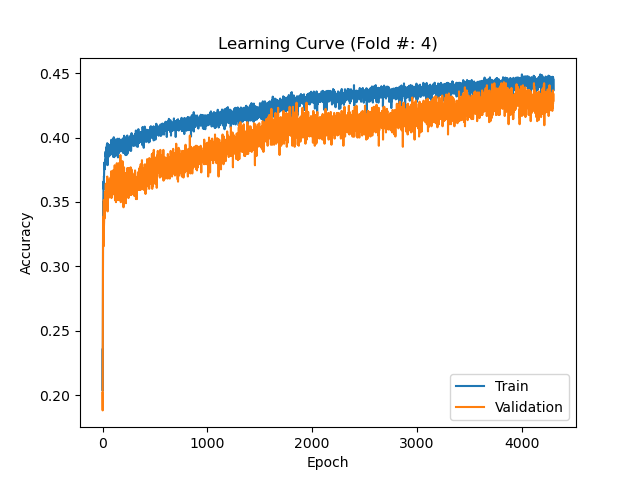 Learning Curve (Fold #: 4)
0.45
0.40
0.35
0.30
0.25
0.20
Accuracy
0 1000 2000 3000 4000
Epoch
Train
Validation